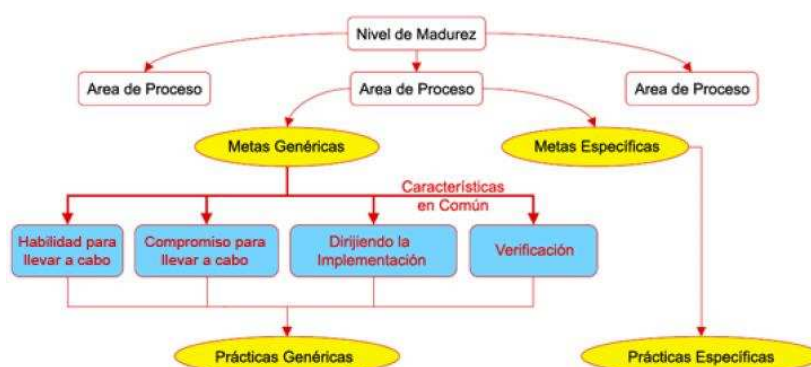 Nivel de Madurez
Area de Proceso
Area de Proceso
Area de Proceso
Metas Genéricas
Metas Específicas
Características
en Común
Habilidad para
llevar a cabo
Compromiso para
llevar a cabo
Dirijiendo la
Implementación
Verificación
Prácticas Genéricas
Prácticas Específicas